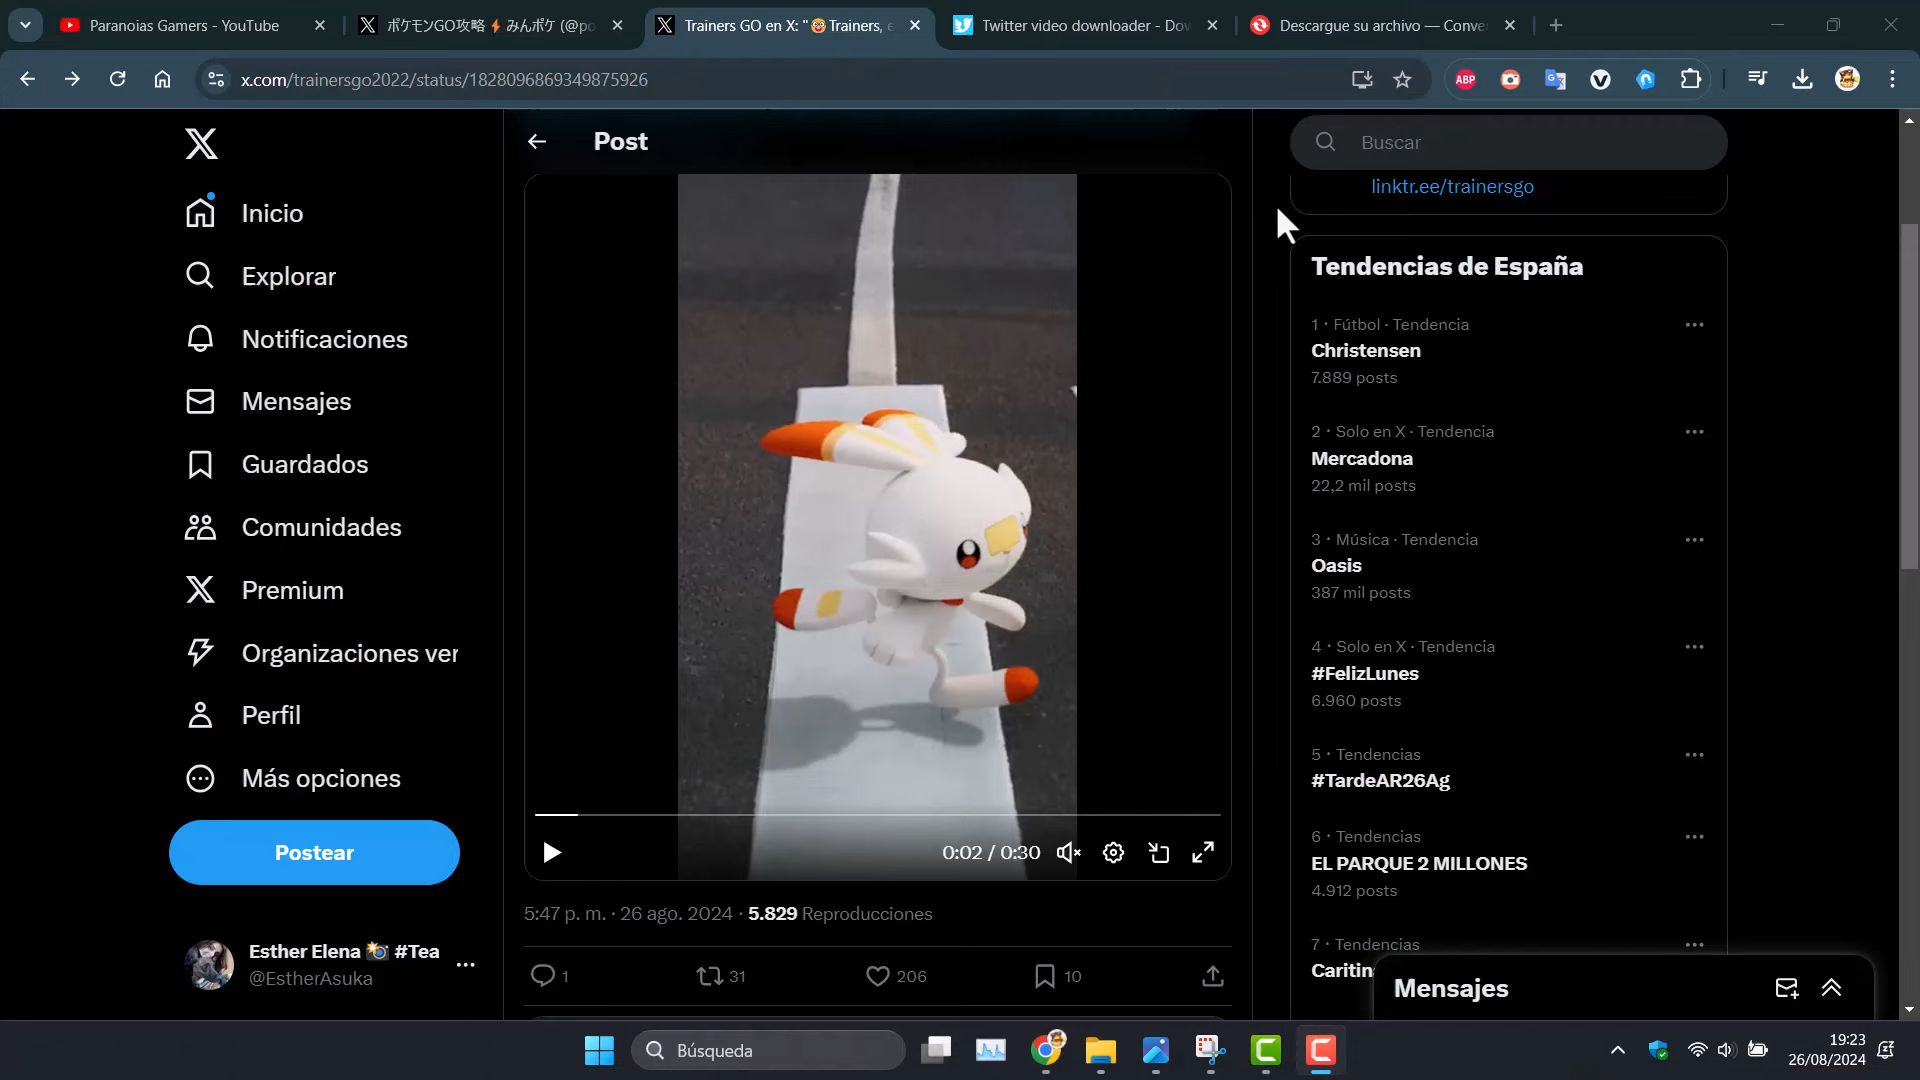 Paranoias Gamers - YouTube
ポケモンGO攻略⚡みんポケ (@po
Trainers GO en X: "🤓Trainers, e
Twitter video downloader - Dow
Descargue su archivo — Conver
x.com/trainersgo2022/status/1828096869349875926
ABP
Post
Buscar
linktr.ee/trainersgo
Inicio
Explorar
Notificaciones
Mensajes
Guardados
Comunidades
Premium
Organizaciones ver
Perfil
Más opciones
Postear
Esther Elena 📸 #Tea
@EstherAsuka
0:02 / 0:30
5:47 p. m. · 26 ago. 2024 · 5.829 Reproducciones
1
31
206
10
Tendencias de España
1 · Fútbol · Tendencia
Christensen
7.889 posts
2 · Solo en X · Tendencia
Mercadona
22,2 mil posts
3 · Música · Tendencia
Oasis
387 mil posts
4 · Solo en X · Tendencia
#FelizLunes
6.960 posts
5 · Tendencias
#TardeAR26Ag
6 · Tendencias
EL PARQUE 2 MILLONES
4.912 posts
7 · Tendencias
Caritin
Mensajes
Búsqueda
19:23
26/08/2024